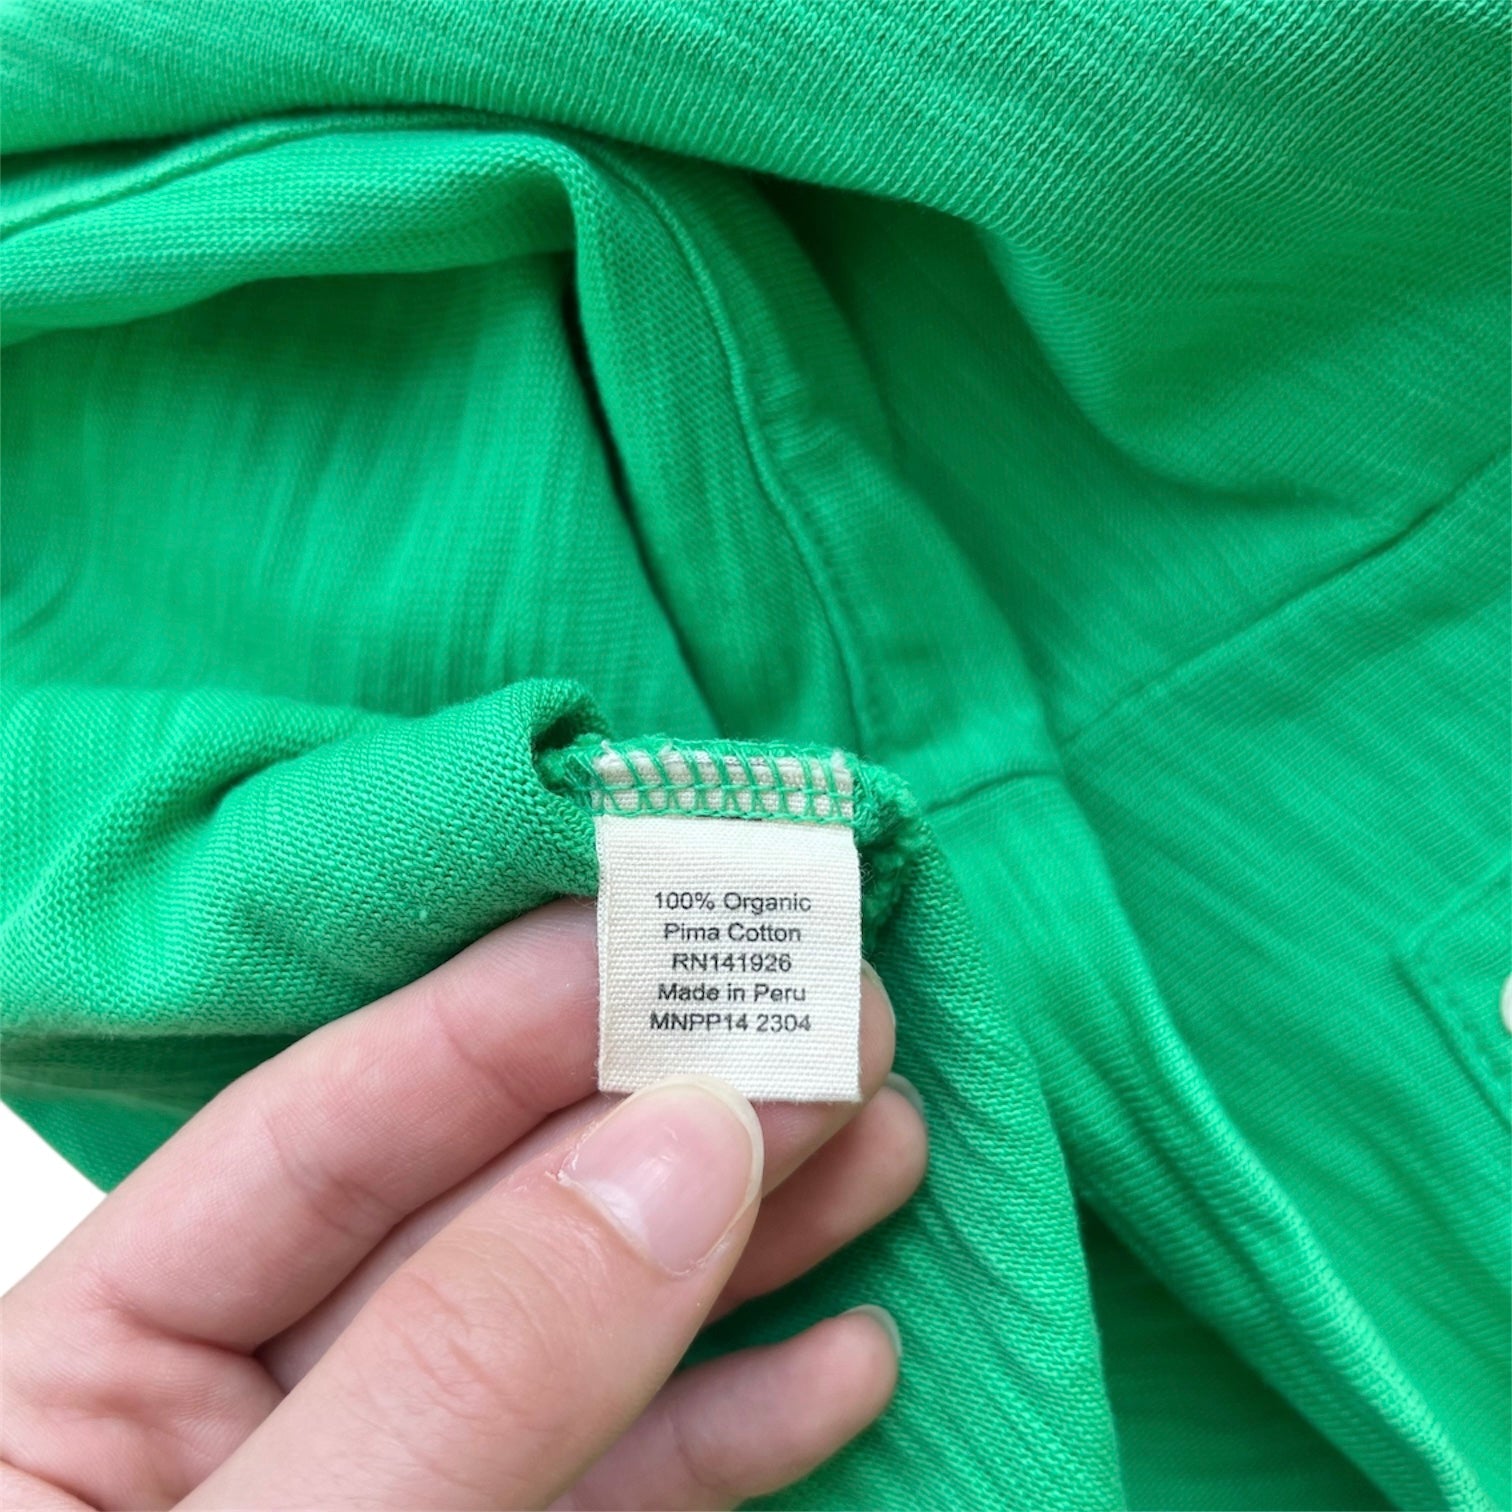 100% Organic
Pima Cotton
RN141926
Made in Peru
MNPP14 2304